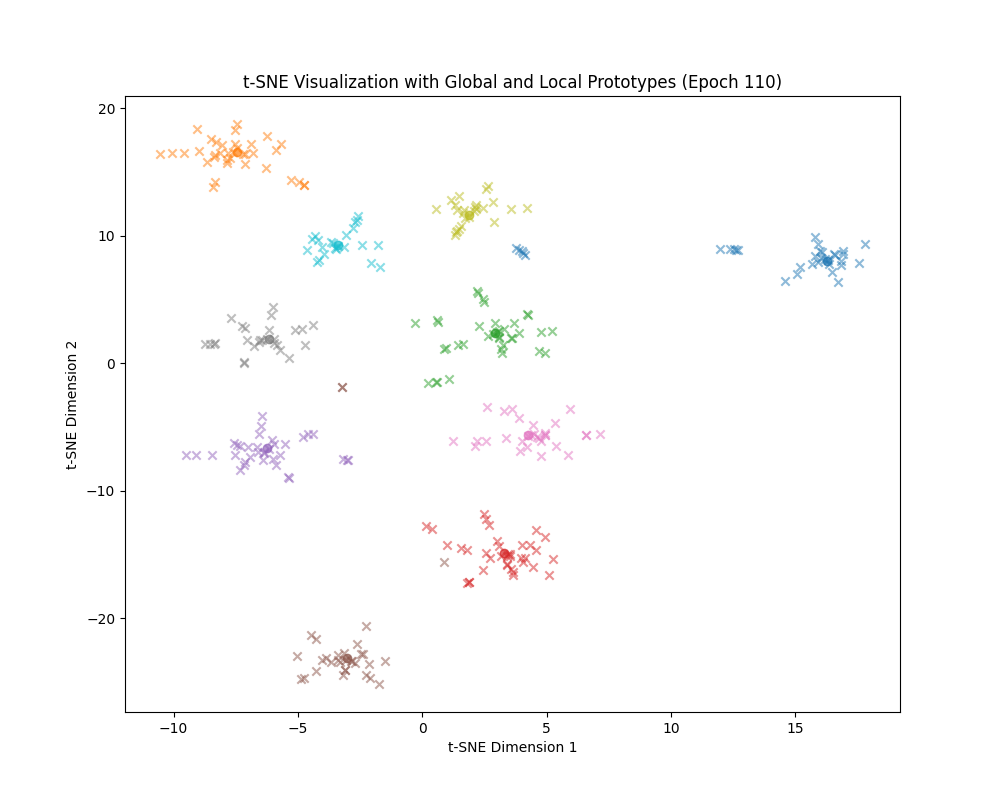 t-SNE Visualization with Global and Local Prototypes (Epoch 110)
20
10
0
−10
−20
t-SNE Dimension 2
−10 −5 0 5 10 15
t-SNE Dimension 1